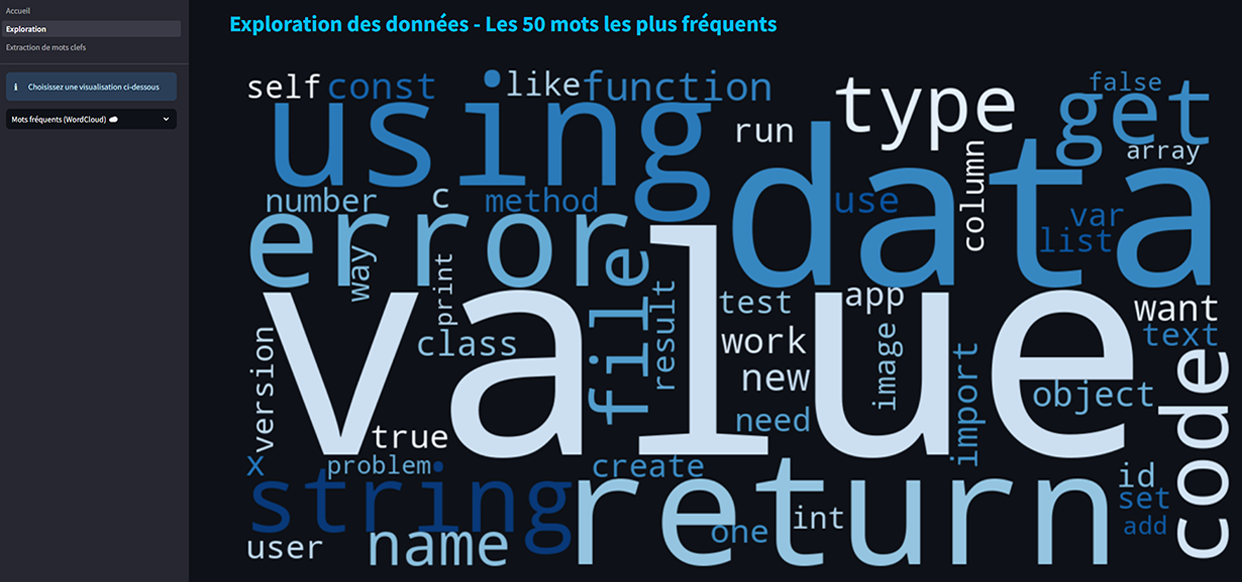 Accueil
Exploration
Extraction de mots clefs
Choisissez une visualisation ci-dessous
Mots fréquents (WordCloud)
Exploration des données - Les 50 mots les plus fréquents
self
const
like
function
false
using
type
get
run
array
column
data
number
c
method
use
var
list
error
way
print
file
result
value
test
app
want
text
version
class
work
new
image
import
object
code
need
true
x
problem
create
id
string
return
set
add
one
int
user
name